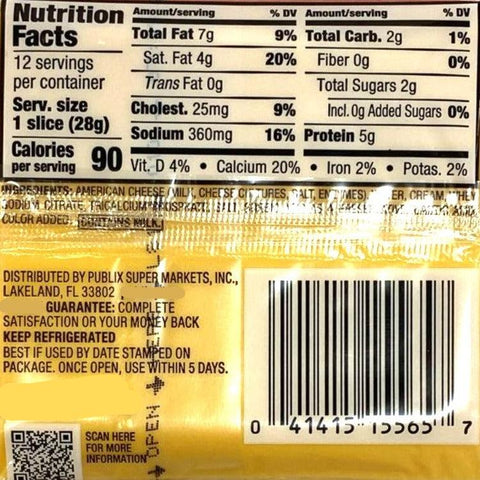 Nutrition Facts
12 servings per container
Serv. size
1 slice (28g)
Calories per serving 90
Amount/serving % DV
Total Fat 7g 9%
Sat. Fat 4g 20%
Trans Fat 0g
Cholest. 25mg 9%
Sodium 360mg 16%
Amount/serving % DV
Total Carb. 2g 1%
Fiber 0g 0%
Total Sugars 2g
Incl. 0g Added Sugars 0%
Protein 5g
Vit. D 4% • Calcium 20% • Iron 2% • Potas. 2%
INGREDIENTS: AMERICAN CHEESE (MILK, CHEESE CULTURES, SALT, ENZYMES), CREAM,
SODIUM CITRATE, TRICALCIUM
COLOR ADDED. CONTAINS MILK.
DISTRIBUTED BY PUBLIX SUPER MARKETS, INC.,
LAKELAND, FL 33802
GUARANTEE: COMPLETE
SATISFACTION OR YOUR MONEY BACK
KEEP REFRIGERATED
BEST IF USED BY DATE STAMPED ON
PACKAGE. ONCE OPEN, USE WITHIN 5 DAYS.
OPEN HERE
SCAN HERE
FOR MORE
INFORMATION
0 41415 15565 7